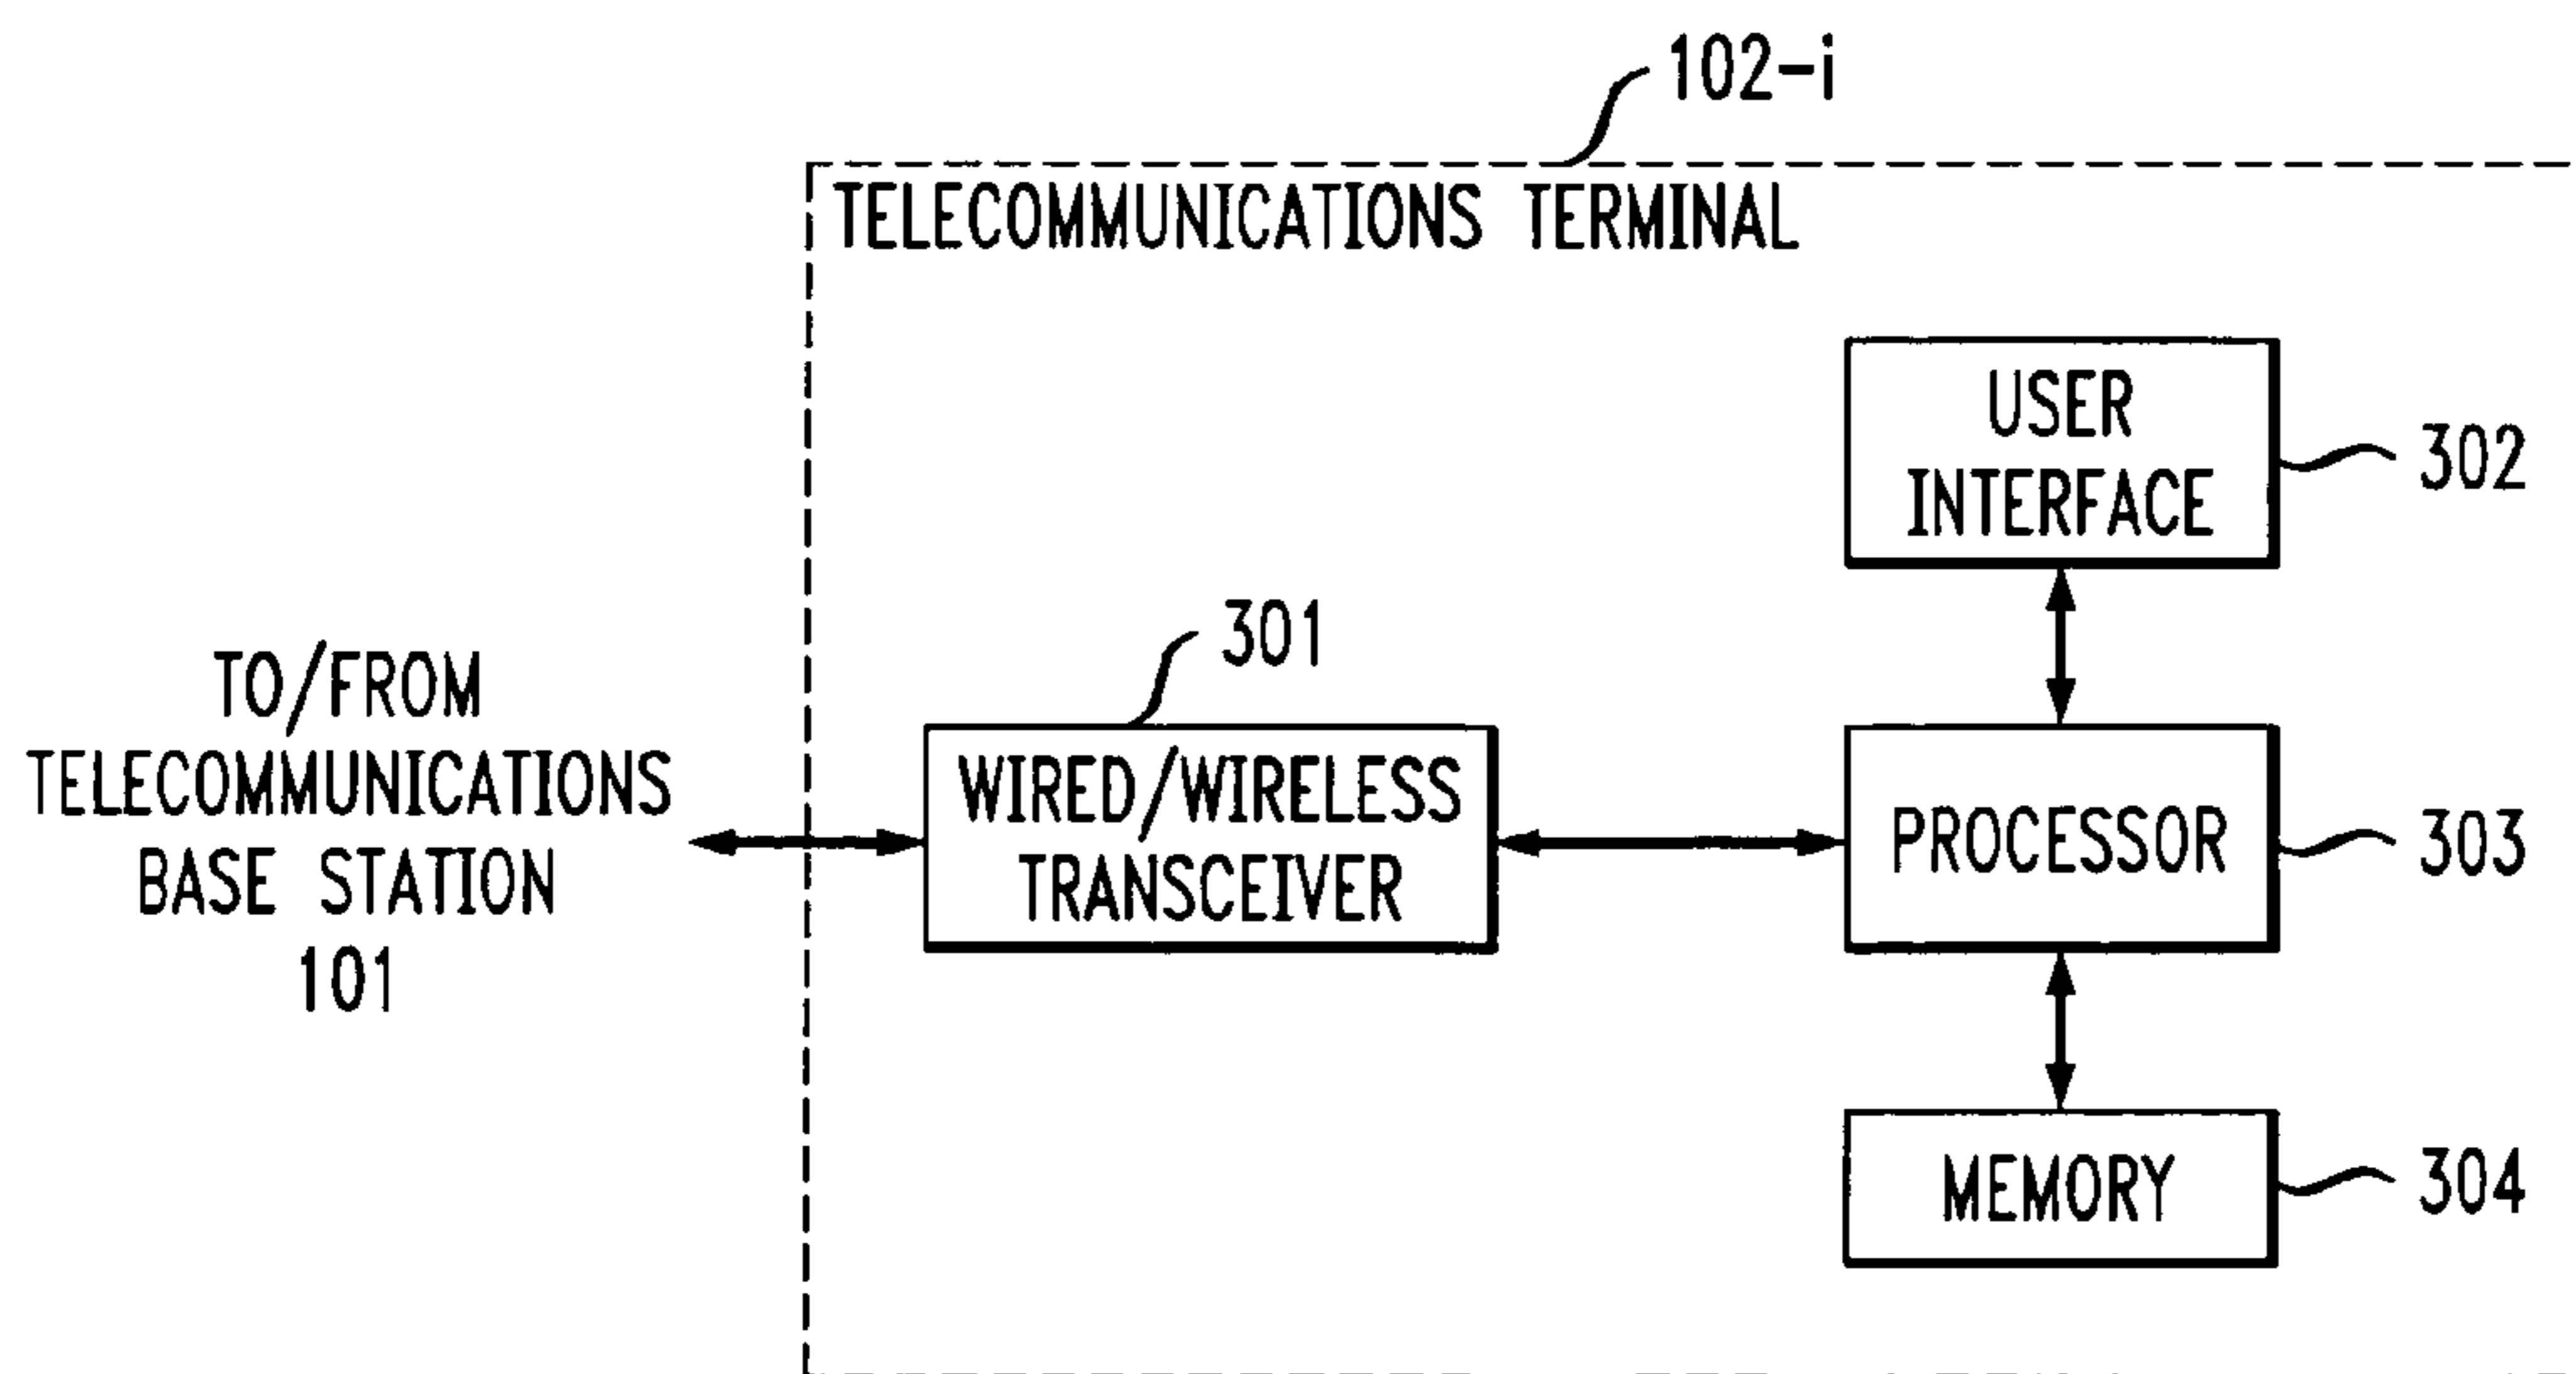 102-i
TELECOMMUNICATIONS TERMINAL
USER
INTERFACE
302
301
TO/FROM
TELECOMMUNICATIONS
BASE STATION
101
WIRED/WIRELESS
TRANSCEIVER
PROCESSOR
303
MEMORY
304